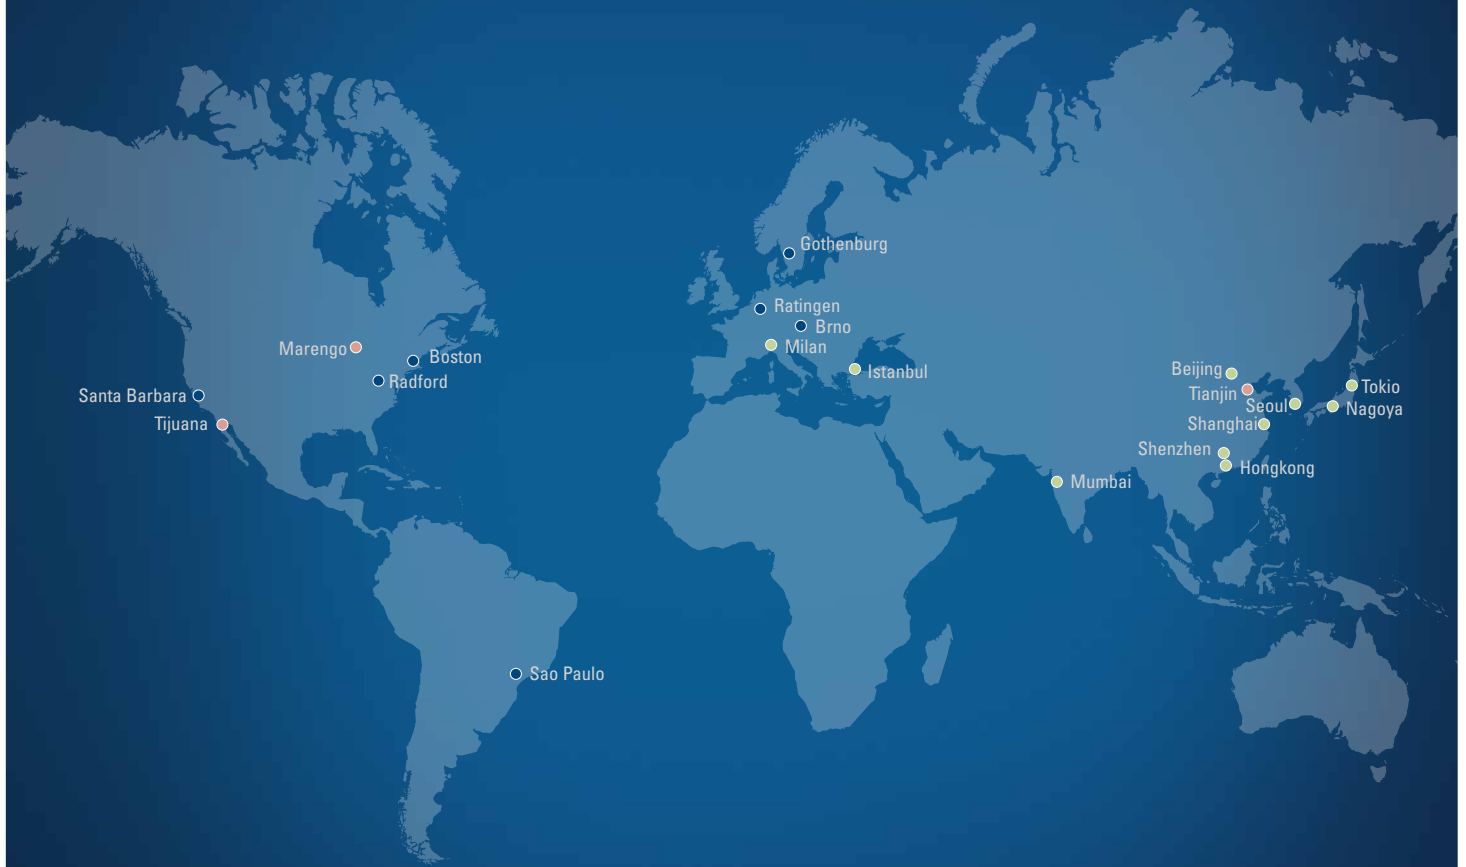 Gothenburg
Ratingen
Brno
Marengo
Milan
Boston
Istanbul
Beijing
Radford
Tokio
Santa Barbara
Tianjin
Seoul
Nagoya
Tijuana
Shanghai
Shenzhen
Hongkong
Mumbai
Sao Paulo